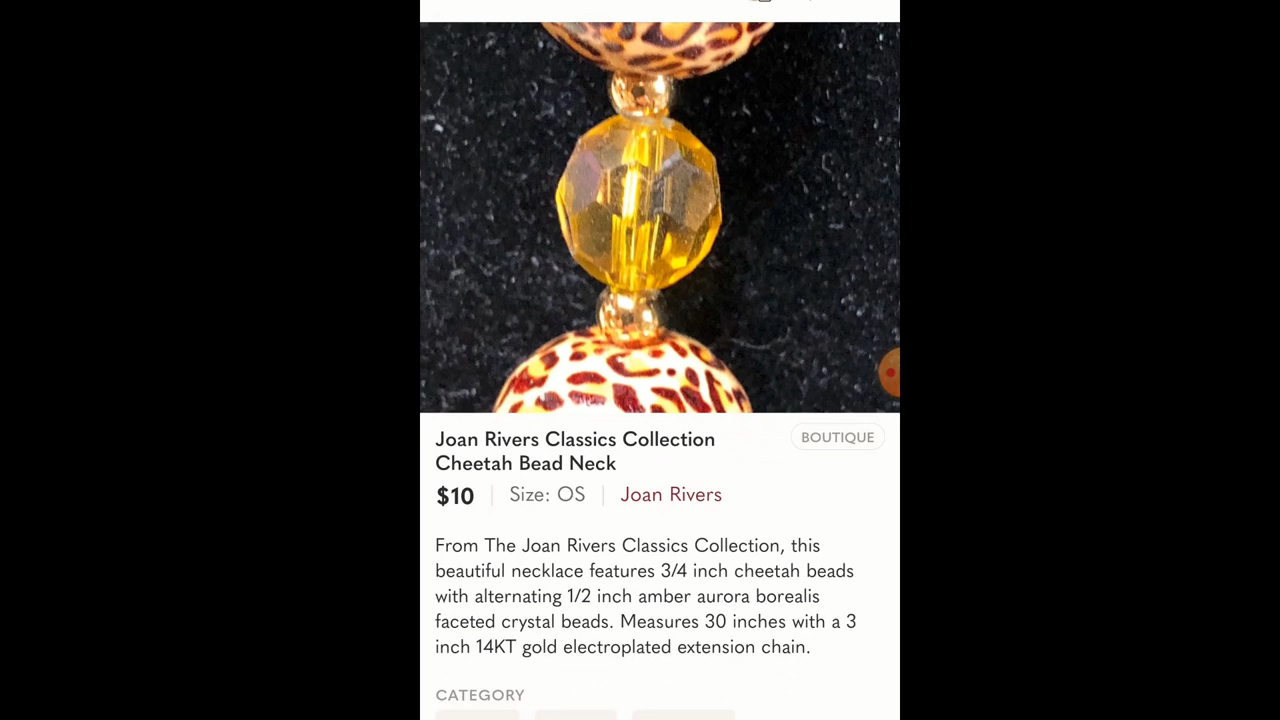 Joan Rivers Classics Collection
Cheetah Bead Neck
BOUTIQUE
$10 Size: OS Joan Rivers
From The Joan Rivers Classics Collection, this
beautiful necklace features 3/4 inch cheetah beads
with alternating 1/2 inch amber aurora borealis
faceted crystal beads. Measures 30 inches with a 3
inch 14KT gold electroplated extension chain.
CATEGORY